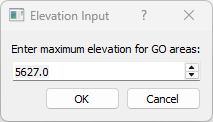 Elevation Input
Enter maximum elevation for GO areas:
5627.0
OK Cancel